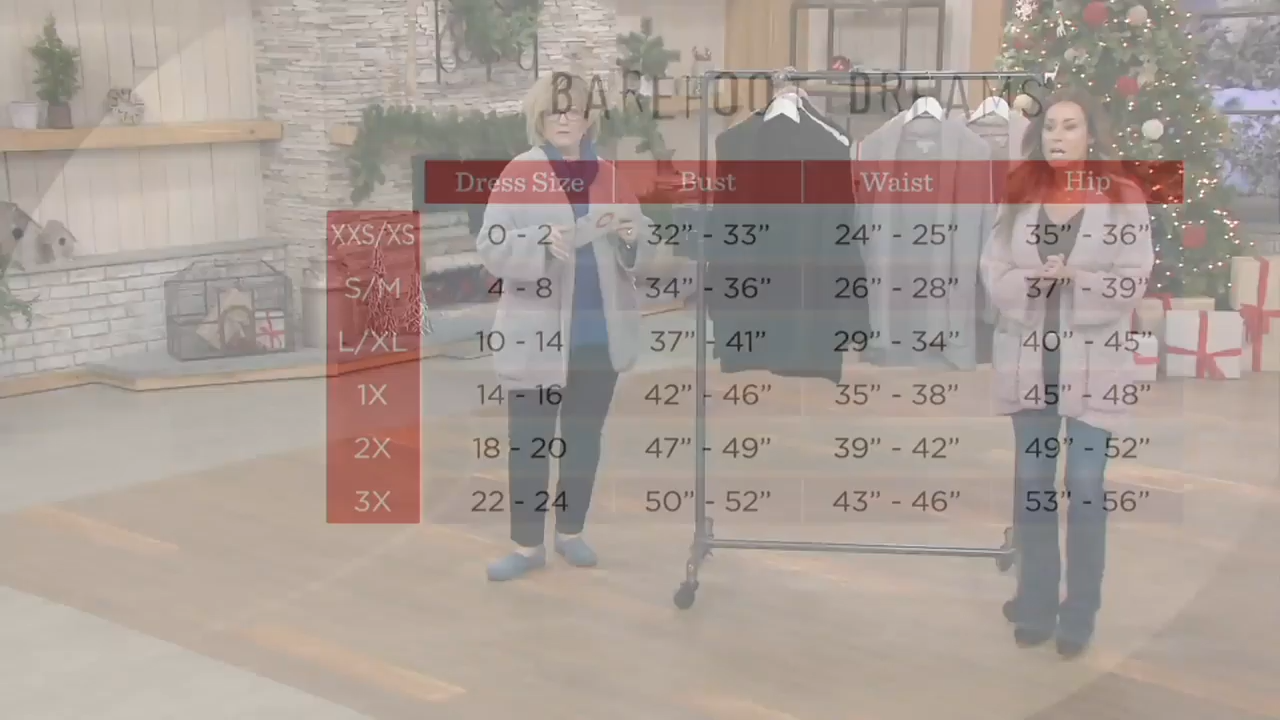 BAREFOOT DREAMS
Dress Size Bust Waist Hip
XXS/XS 0 - 2 32” - 33” 24” - 25” 35” - 36”
S/M 4 - 8 34” - 36” 26” - 28” 37” - 39”
L/XL 10 - 14 37” - 41” 29” - 34” 40” - 45”
1X 14 - 16 42” - 46” 35” - 38” 45” - 48”
2X 18 - 20 47” - 49” 39” - 42” 49” - 52”
3X 22 - 24 50” - 52” 43” - 46” 53” - 56”